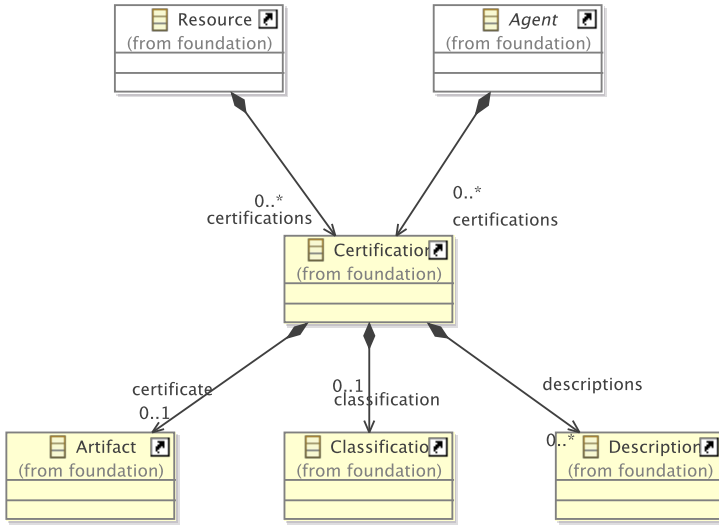 Resource
(from foundation)
Agent
(from foundation)
0..*
certifications
0..*
certifications
Certification
(from foundation)
certificate
0..1
0..1
classification
descriptions
0..*
Artifact
(from foundation)
Classificatio
(from foundation)
Description
(from foundation)